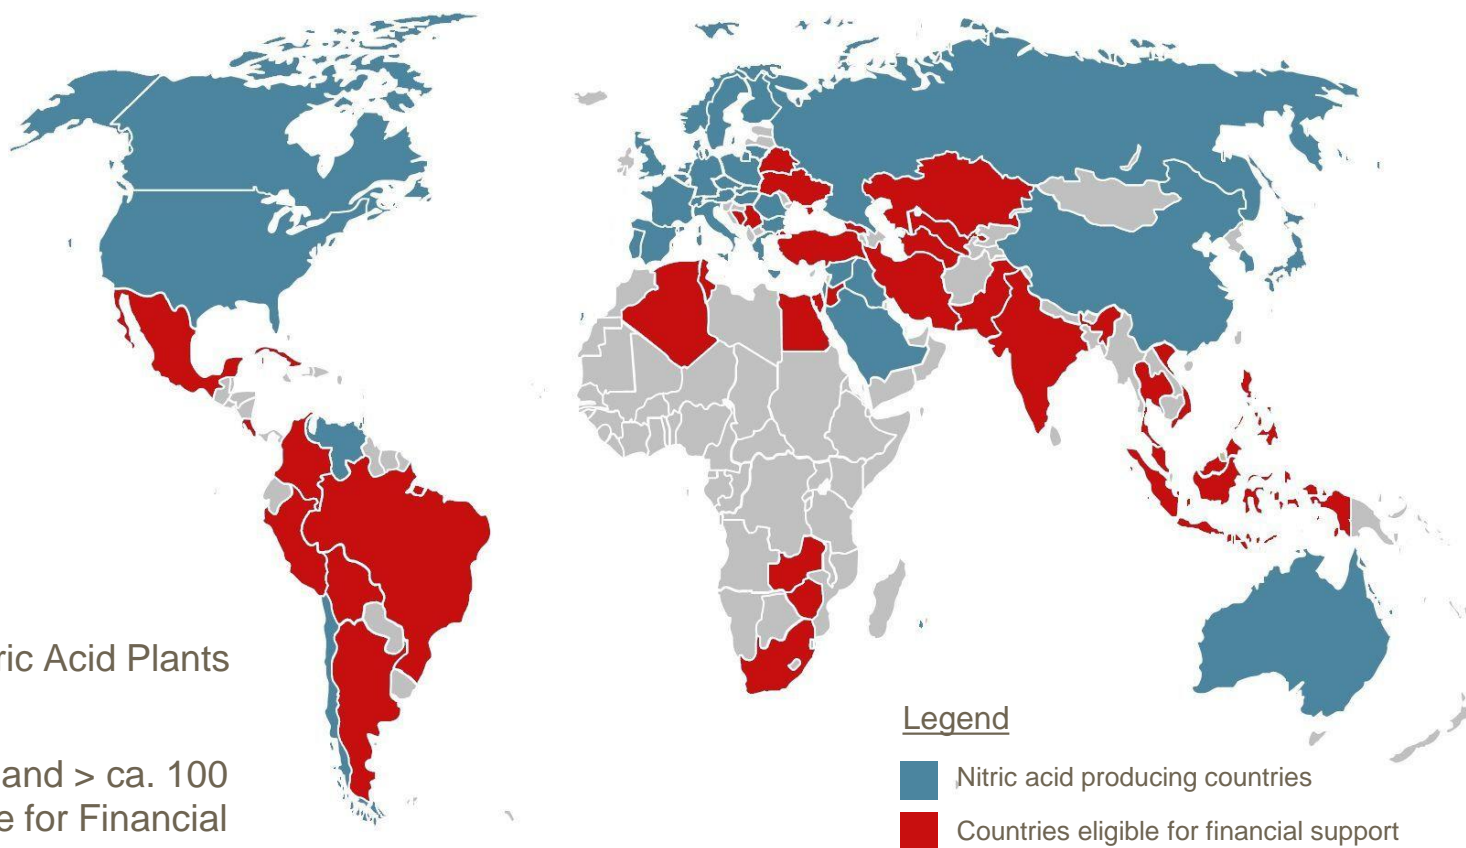 ric Acid Plants
and > ca. 100
e for Financial
Legend
Nitric acid producing countries
Countries eligible for financial support